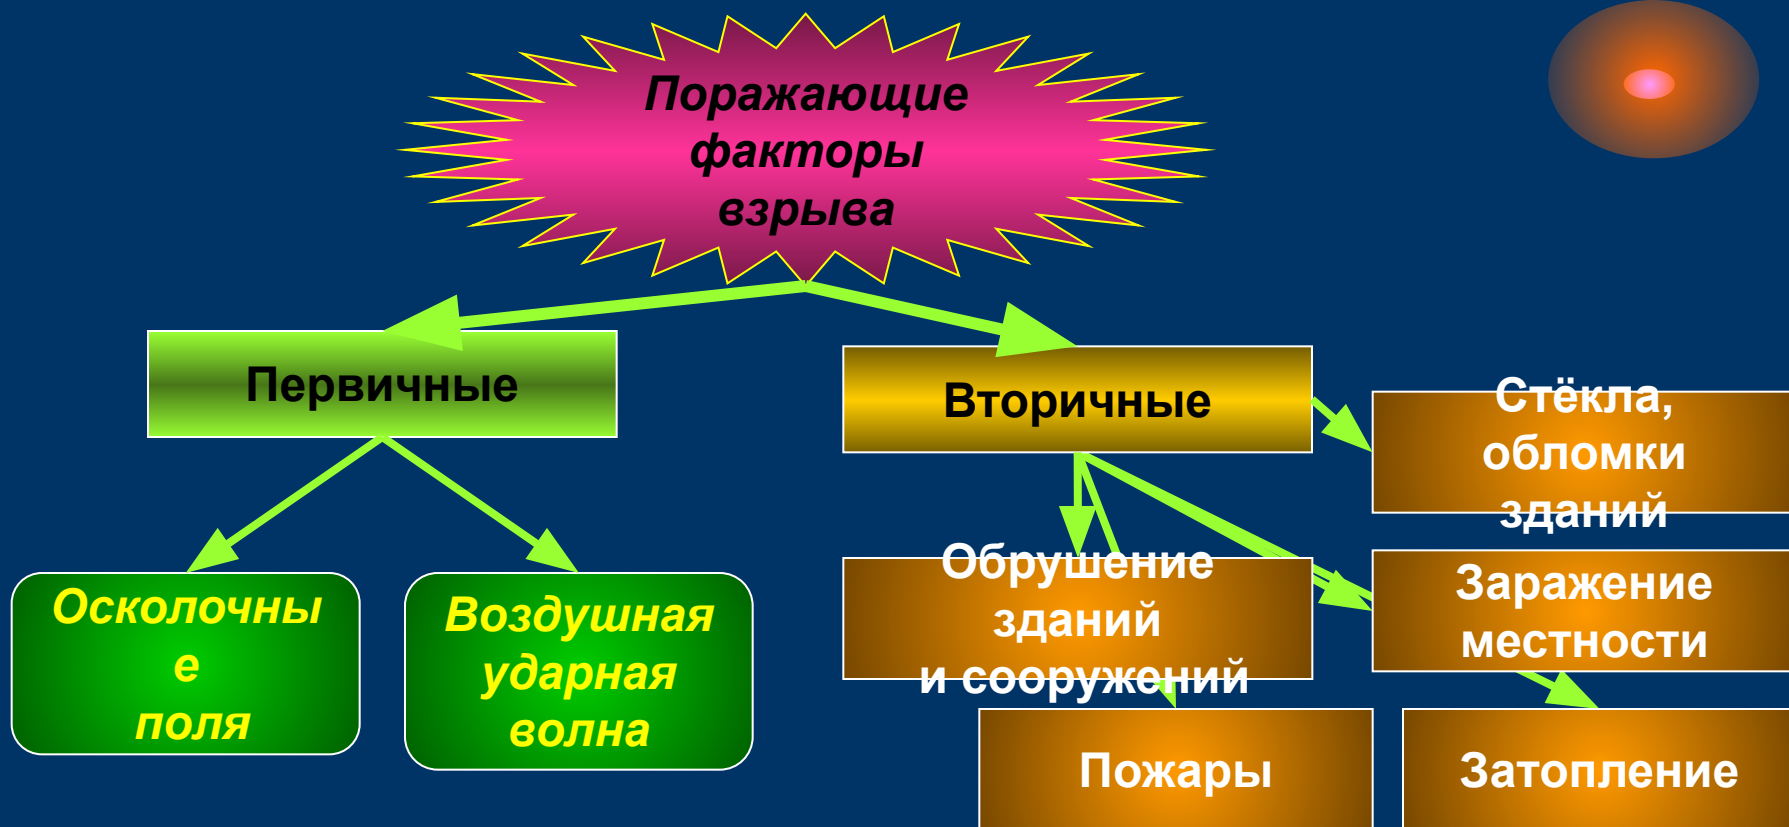 Поражающие
факторы
взрыва
Первичные
Вторичные
Стёкла,
обломки
зданий
Осколочны
е
поля
Воздушная
ударная
волна
Обрушение
зданий
и сооружений
Заражение
местности
Пожары
Затопление